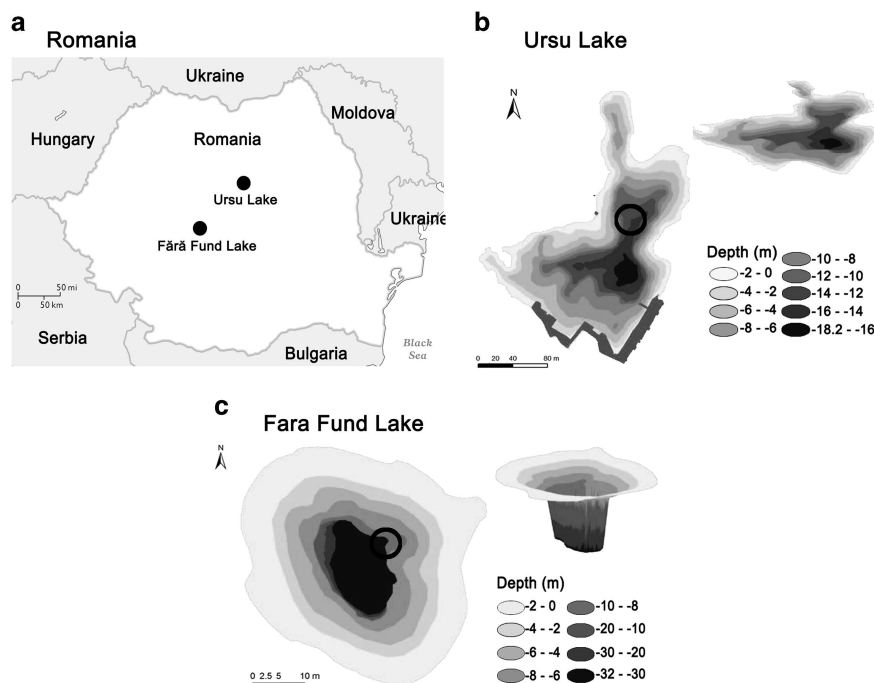 a
Romania
Ukraine
Moldova
Hungary
Romania
Ursu Lake
Ukraine
Fără Fund Lake
0 50 mi
0 50 km
Serbia
Bulgaria
Black
Sea
b
Ursu Lake
N
Depth (m)
-2 - 0
-4 - -2
-6 - -4
-8 - -6
-10 - -8
-12 - -10
-14 - -12
-16 - -14
-18.2 - -16
0 20 40 80 m
c
Fara Fund Lake
N
Depth (m)
-2 - 0
-4 - -2
-6 - -4
-8 - -6
-10 - -8
-20 - -10
-30 - -20
-32 - -30
0 2.5 5 10 m